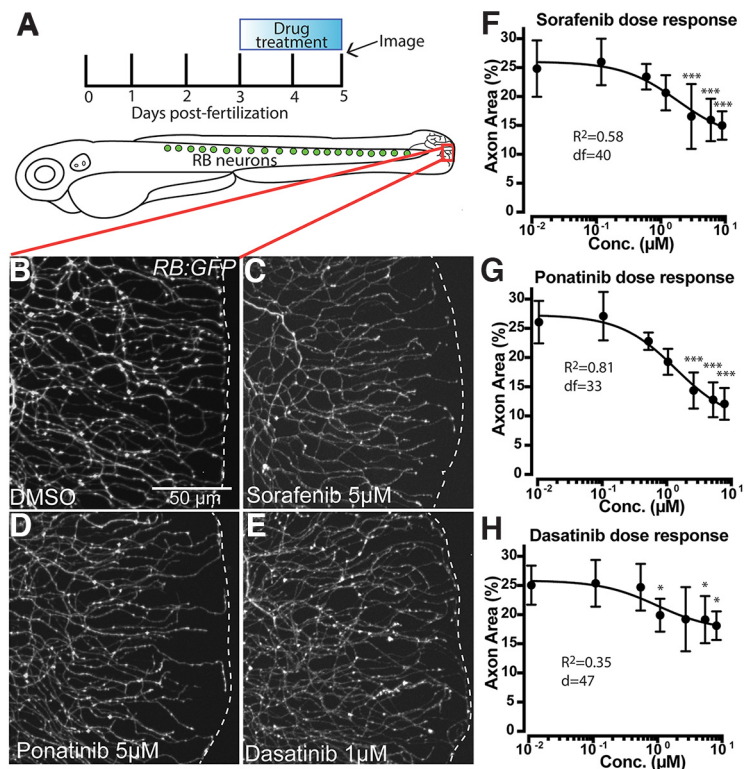 A
Drug
treatment
Image
0 1 2 3 4 5
Days post-fertilization
RB neurons
B
RB:GFP
DMSO
50 µm
C
Sorafenib 5µM
D
Ponatinib 5µM
E
Dasatinib 1µM
F
Sorafenib dose response
Axon Area (%)
30
25
20
15
10
5
0
***
***
***
R2=0.58
df=40
10-2 10-1 100 101
Conc. (µM)
G
Ponatinib dose response
Axon Area (%)
30
25
20
15
10
5
0
***
***
***
R2=0.81
df=33
10-2 10-1 100 101
Conc. (µM)
H
Dasatinib dose response
Axon Area (%)
30
25
20
15
10
5
0
*
*
*
R2=0.35
d=47
10-2 10-1 100 101
Conc. (µM)